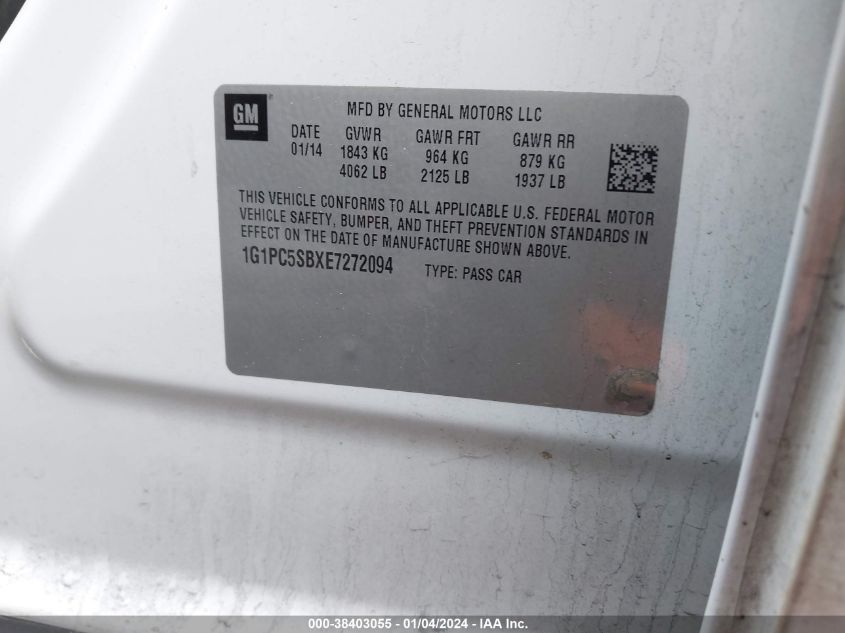 GM
MFD BY GENERAL MOTORS LLC
DATE GVWR GAWR FRT GAWR RR
01/14 1843 KG 964 KG 879 KG
4062 LB 2125 LB 1937 LB
THIS VEHICLE CONFORMS TO ALL APPLICABLE U.S. FEDERAL MOTOR
VEHICLE SAFETY, BUMPER, AND THEFT PREVENTION STANDARDS IN
EFFECT ON THE DATE OF MANUFACTURE SHOWN ABOVE.
1G1PC5SBXE7272094 TYPE: PASS CAR
000-38403055 - 01/04/2024 - IAA Inc.